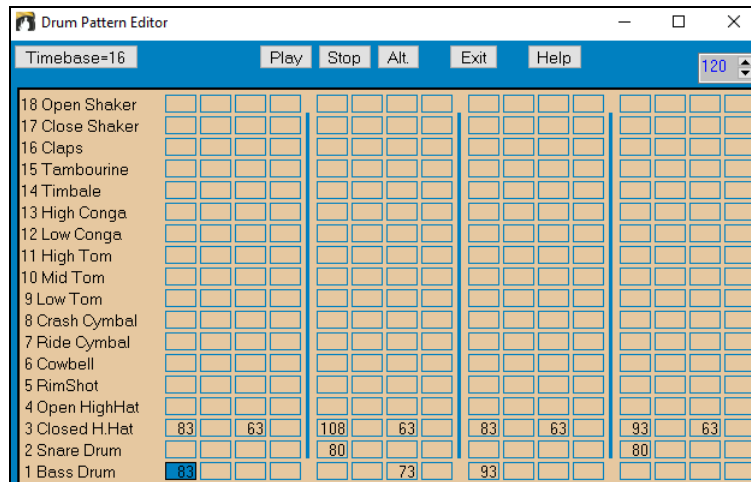 Drum Pattern Editor
Timebase=16 Play Stop Alt. Exit Help 120
18 Open Shaker
17 Close Shaker
16 Claps
15 Tambourine
14 Timbale
13 High Conga
12 Low Conga
11 High Tom
10 Mid Tom
9 Low Tom
8 Crash Cymbal
7 Ride Cymbal
6 Cowbell
5 RimShot
4 Open HighHat
3 Closed H.Hat 83 63 108 63 83 63 93 63
2 Snare Drum 80 80
1 Bass Drum 83 73 93